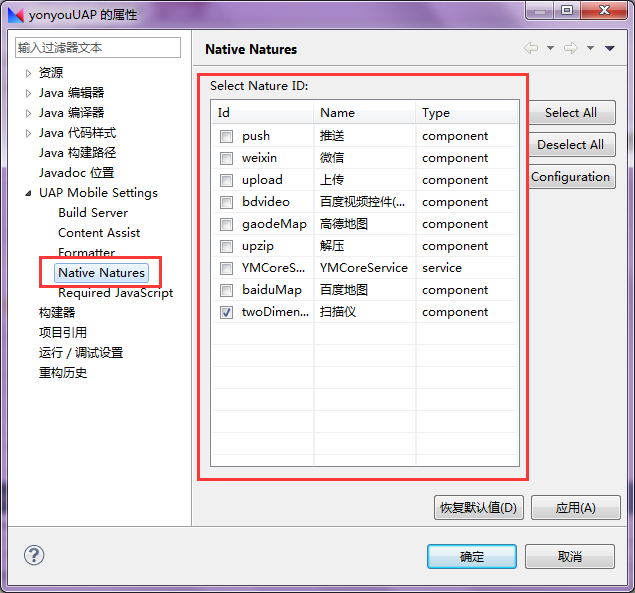 yonyouUAP 的属性
输入过滤器文本
资源
Java 编辑器
Java 编译器
Java 代码样式
Java 构建路径
Javadoc 位置
UAP Mobile Settings
Build Server
Content Assist
Formatter
Native Natures
Required JavaScript
构建器
项目引用
运行 / 调试设置
重构历史
Native Natures
Select Nature ID:
Id Name Type
push 推送 component
weixin 微信 component
upload 上传 component
bdvideo 百度视频控件(... component
gaodeMap 高德地图 component
upzip 解压 component
YMCoreS... YMCoreService service
baiduMap 百度地图 component
twoDimen... 扫描仪 component
Select All
Deselect All
Configuration
恢复默认值(D) 应用(A)
? 确定 取消